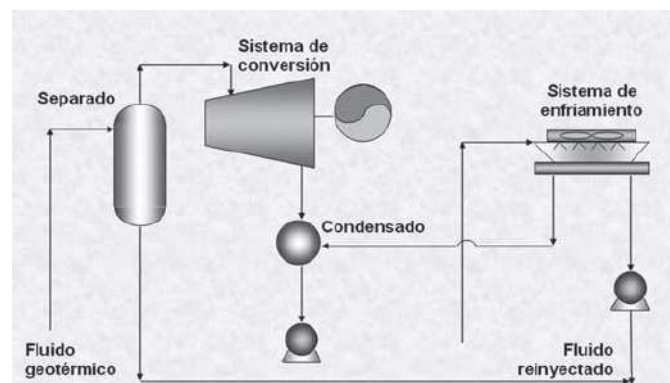 Sistema de
conversión
Separado
Sistema de
enfriamiento
Condensado
Fluido
geotérmico
Fluido
reinyectado